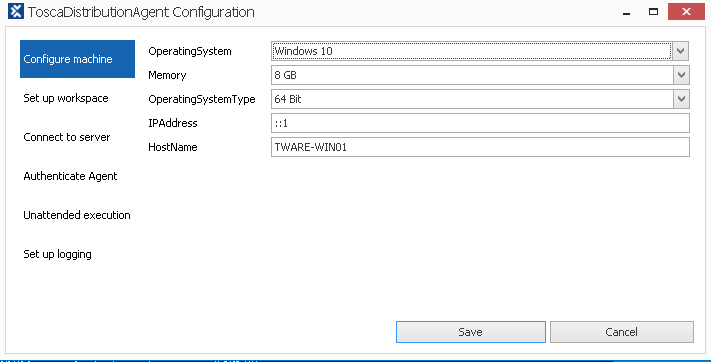 ToscaDistributionAgent Configuration
Configure machine
Set up workspace
Connect to server
Authenticate Agent
Unattended execution
Set up logging
OperatingSystem Windows 10
Memory 8 GB
OperatingSystemType 64 Bit
IPAddress ::1
HostName TWARE-WIN01
Save Cancel